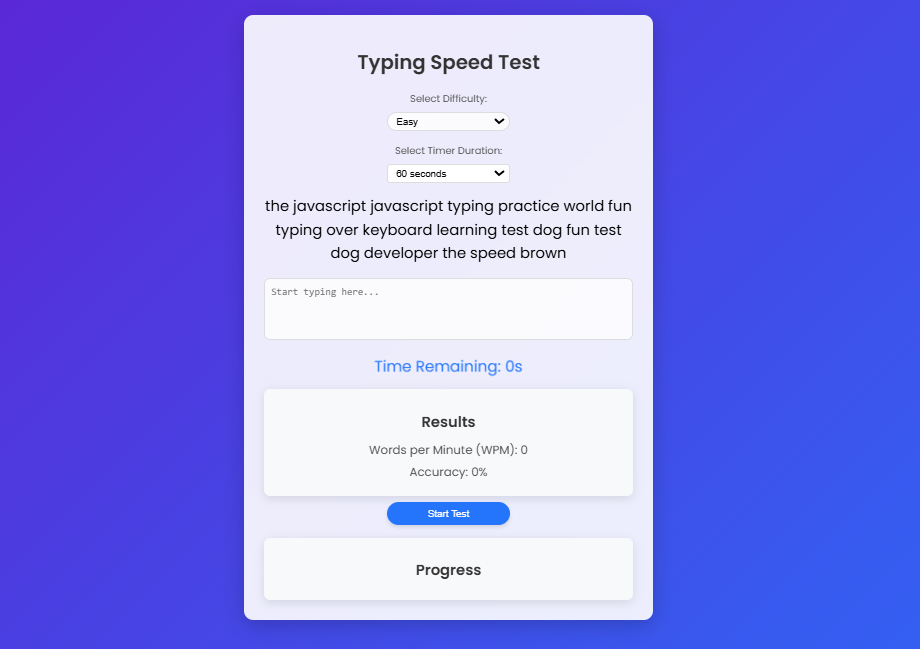 Typing Speed Test
Select Difficulty:
Easy
Select Timer Duration:
60 seconds
the javascript javascript typing practice world fun
typing over keyboard learning test dog fun test
dog developer the speed brown
Start typing here...
Time Remaining: 0s
Results
Words per Minute (WPM): 0
Accuracy: 0%
Start Test
Progress